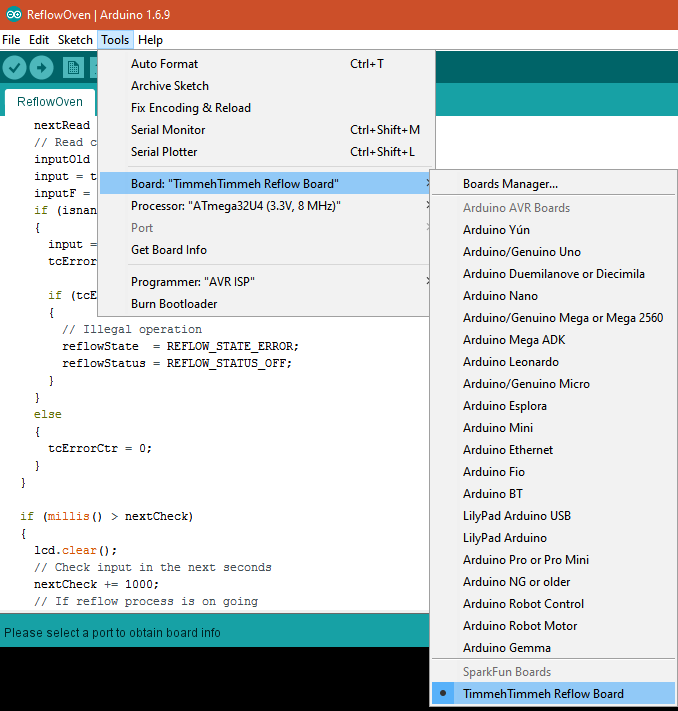 ReflowOven | Arduino 1.6.9
File Edit Sketch Tools Help
ReflowOven
Auto Format Ctrl+T
Archive Sketch
Fix Encoding & Reload
Serial Monitor Ctrl+Shift+M
Serial Plotter Ctrl+Shift+L
Board: "TimmehTimmeh Reflow Board"
Processor: "ATmega32U4 (3.3V, 8 MHz)"
Port
Get Board Info
Programmer: "AVR ISP"
Burn Bootloader
Boards Manager...
Arduino AVR Boards
Arduino Yún
Arduino/Genuino Uno
Arduino Duemilanove or Diecimila
Arduino Nano
Arduino/Genuino Mega or Mega 2560
Arduino Mega ADK
Arduino Leonardo
Arduino/Genuino Micro
Arduino Esplora
Arduino Mini
Arduino Ethernet
Arduino Fio
Arduino BT
LilyPad Arduino USB
LilyPad Arduino
Arduino Pro or Pro Mini
Arduino NG or older
Arduino Robot Control
Arduino Robot Motor
Arduino Gemma
SparkFun Boards
TimmehTimmeh Reflow Board
nextRead
// Read c
inputOld
input = t
inputF =
if (isnan
{
input =
tcError
if (tcE
{
// Illegal operation
reflowState = REFLOW_STATE_ERROR;
reflowStatus = REFLOW_STATUS_OFF;
}
}
else
{
tcErrorCtr = 0;
}
}
if (millis() > nextCheck)
{
lcd.clear();
// Check input in the next seconds
nextCheck += 1000;
// If reflow process is on going
Please select a port to obtain board info